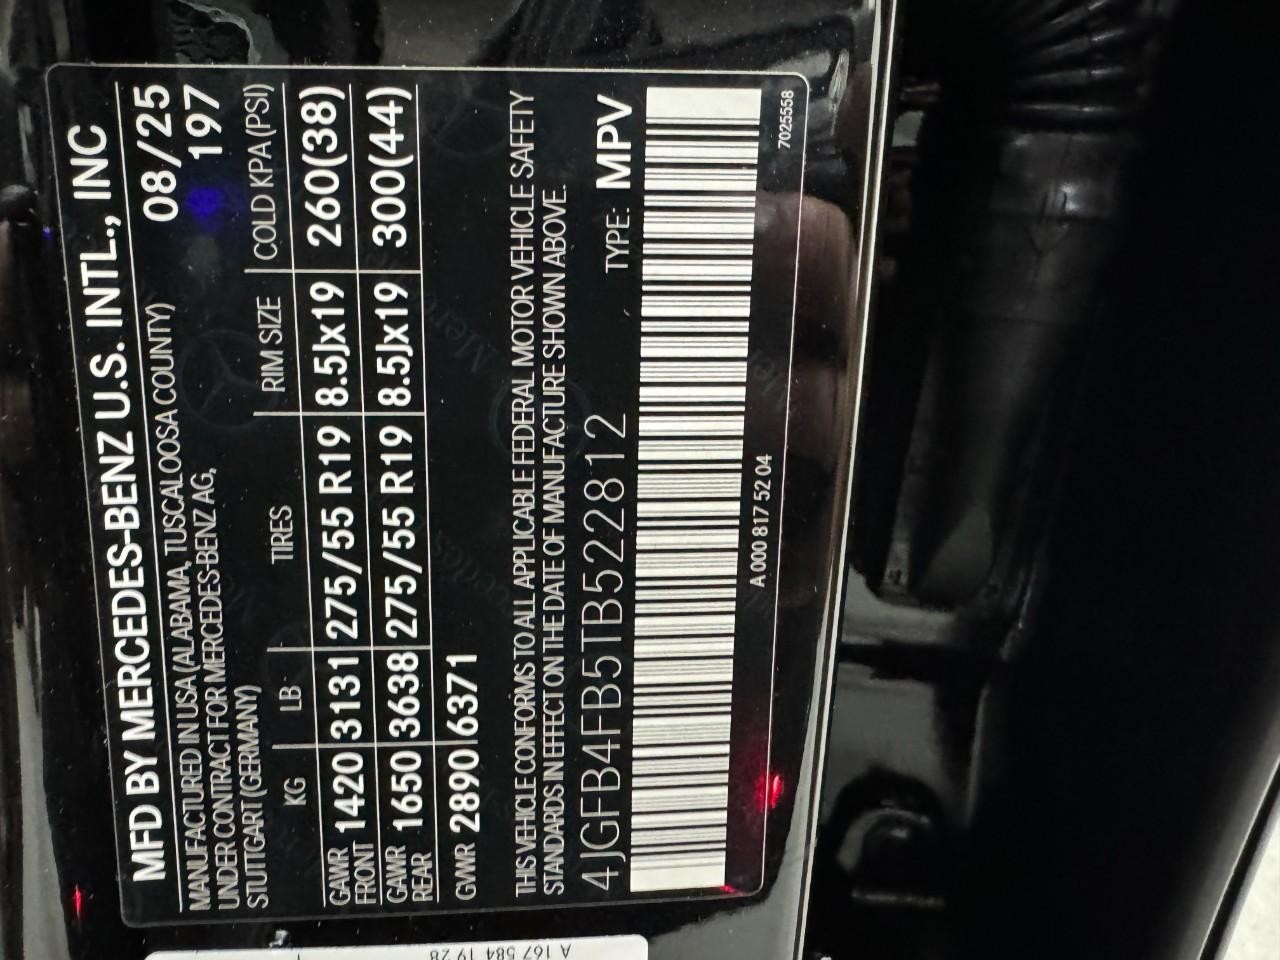 MFD BY MERCEDES-BENZ U.S. INTL., INC
MANUFACTURED IN USA (ALABAMA, TUSCALOOSA COUNTY) 08/25
UNDER CONTRACT FOR MERCEDES-BENZ AG, 197
STUTTGART (GERMANY)
KG LB TIRES RIM SIZE COLD KPA (PSI)
GAWR FRONT 1420 3131 275/55 R19 8.5Jx19 260(38)
GAWR REAR 1650 3638 275/55 R19 8.5Jx19 300(44)
GVWR 2890 6371
THIS VEHICLE CONFORMS TO ALL APPLICABLE FEDERAL MOTOR VEHICLE SAFETY
STANDARDS IN EFFECT ON THE DATE OF MANUFACTURE SHOWN ABOVE.
4JGFB4FB5TB522812 TYPE: MPV
A 000 817 52 04 7025558
A 167 584 19 28